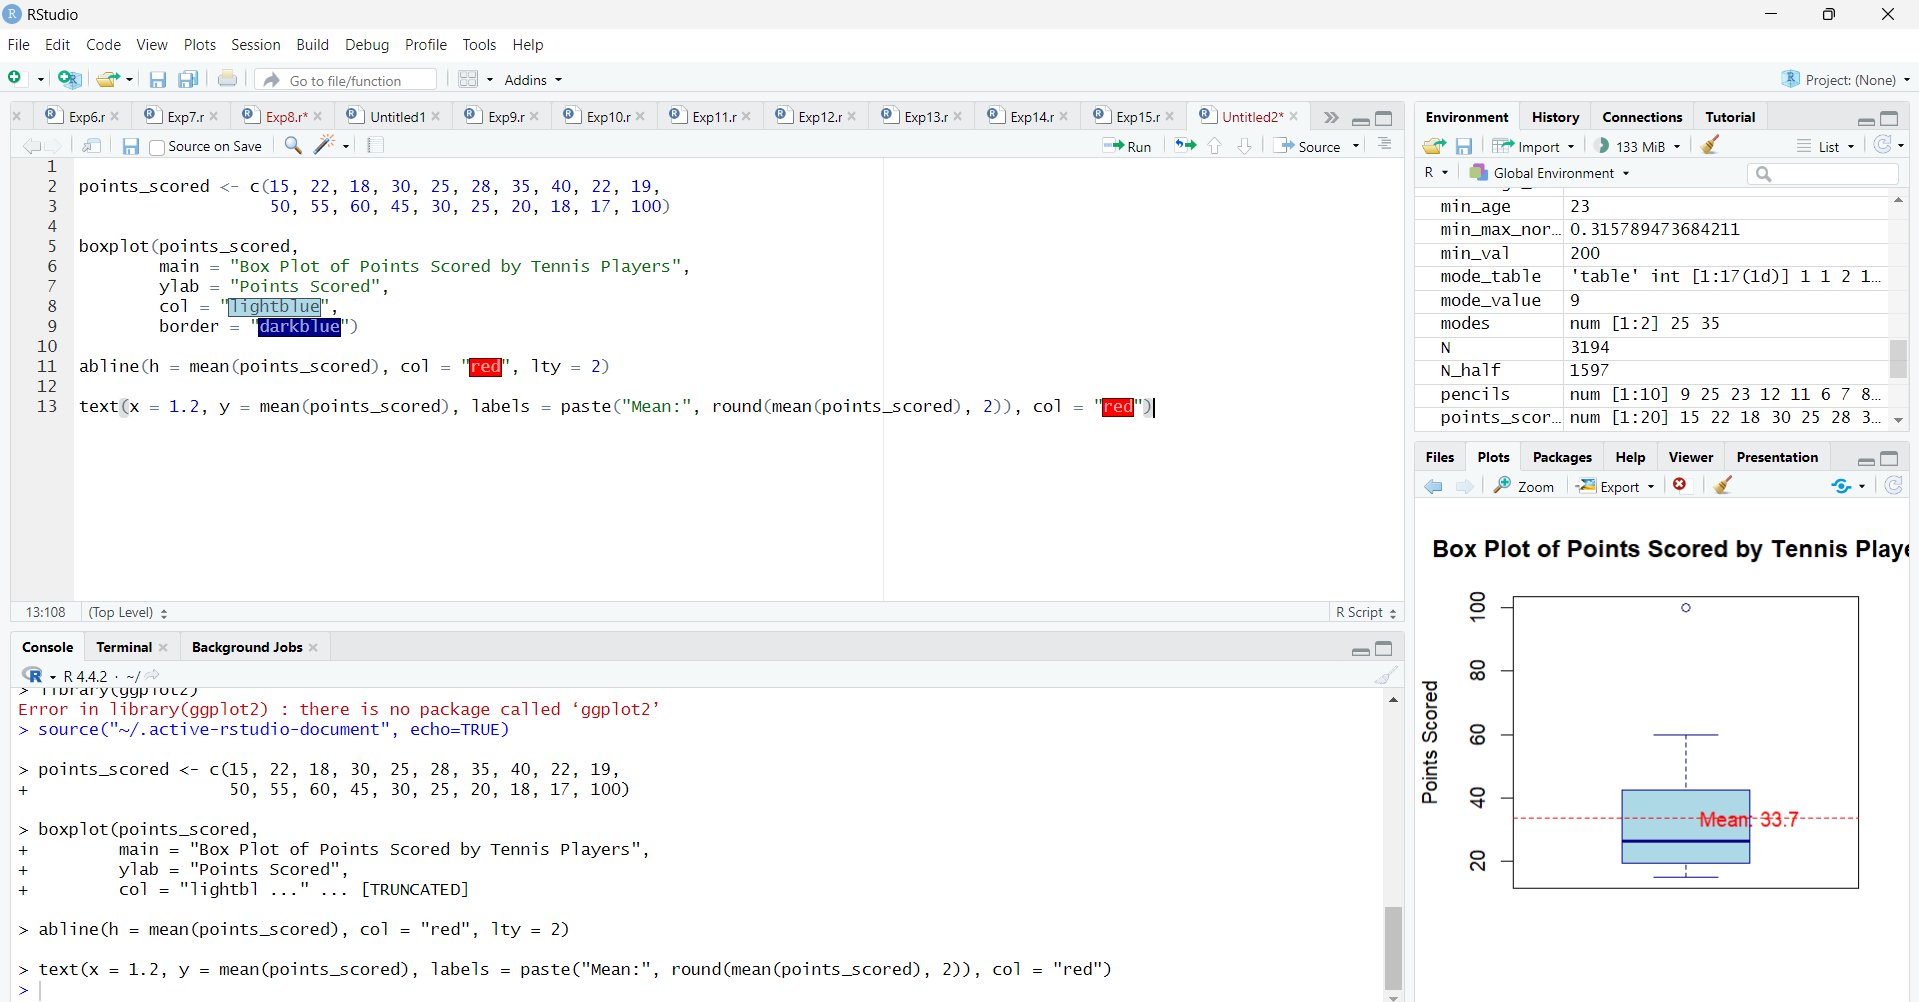 RStudio
File Edit Code View Plots Session Build Debug Profile Tools Help
Go to file/function Addins Project: (None)
Exp6.r Exp7.r Exp8.r* Untitled1 Exp9.r Exp10.r Exp11.r Exp12.r Exp13.r Exp14.r Exp15.r Untitled2*
Source on Save Run Source
1
2 points_scored <- c(15, 22, 18, 30, 25, 28, 35, 40, 22, 19,
3 50, 55, 60, 45, 30, 25, 20, 18, 17, 100)
4
5 boxplot(points_scored,
6 main = "Box Plot of Points Scored by Tennis Players",
7 ylab = "Points Scored",
8 col = "lightblue",
9 border = "darkblue")
10
11 abline(h = mean(points_scored), col = "red", lty = 2)
12
13 text(x = 1.2, y = mean(points_scored), labels = paste("Mean:", round(mean(points_scored), 2)), col = "red")
13:108 (Top Level) R Script
Console Terminal Background Jobs
R R 4.4.2 · ~/
> library(ggplot2)
Error in library(ggplot2) : there is no package called ‘ggplot2’
> source("~/.active-rstudio-document", echo=TRUE)
> points_scored <- c(15, 22, 18, 30, 25, 28, 35, 40, 22, 19,
+ 50, 55, 60, 45, 30, 25, 20, 18, 17, 100)
> boxplot(points_scored,
+ main = "Box Plot of Points Scored by Tennis Players",
+ ylab = "Points Scored",
+ col = "lightbl ..." ... [TRUNCATED]
> abline(h = mean(points_scored), col = "red", lty = 2)
> text(x = 1.2, y = mean(points_scored), labels = paste("Mean:", round(mean(points_scored), 2)), col = "red")
>
Environment History Connections Tutorial
Import 133 MiB List
R Global Environment
min_age 23
min_max_nor… 0.315789473684211
min_val 200
mode_table 'table' int [1:17(1d)] 1 1 2 1…
mode_value 9
modes num [1:2] 25 35
N 3194
N_half 1597
pencils num [1:10] 9 25 23 12 11 6 7 8…
points_scor… num [1:20] 15 22 18 30 25 28 3…
Files Plots Packages Help Viewer Presentation
Zoom Export
Box Plot of Points Scored by Tennis Playe
Points Scored
100
80
60
40
20
Mean: 33.7